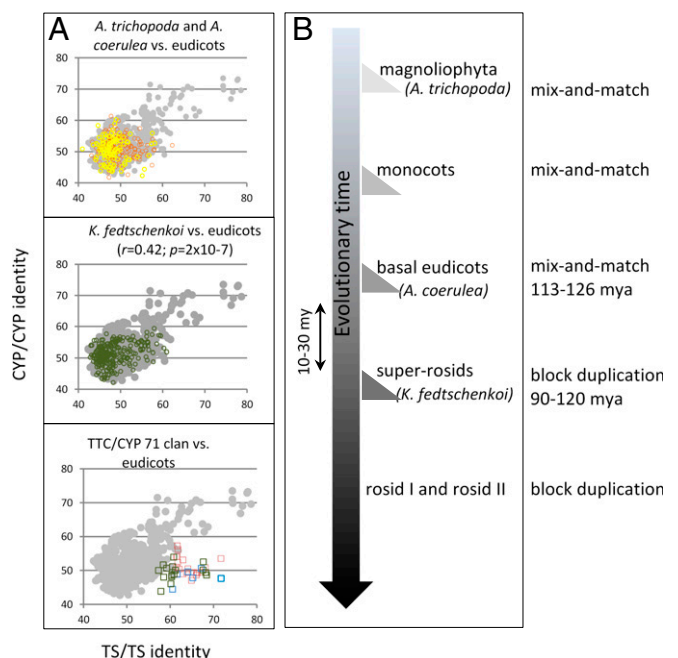 A
A. trichopoda and A.
coerulea vs. eudicots
80
70
60
50
40
40 50 60 70 80
K. fedtschenkoi vs. eudicots
(r=0.42; p=2x10-7)
80
70
60
50
40
40 50 60 70 80
TTC/CYP 71 clan vs.
eudicots
80
70
60
50
40
40 50 60 70 80
CYP/CYP identity
TS/TS identity
B
Evolutionary time
10-30 my
magnoliophyta
(A. trichopoda)
mix-and-match
monocots
mix-and-match
basal eudicots
(A. coerulea)
mix-and-match
113-126 mya
super-rosids
(K. fedtschenkoi)
block duplication
90-120 mya
rosid I and rosid II
block duplication